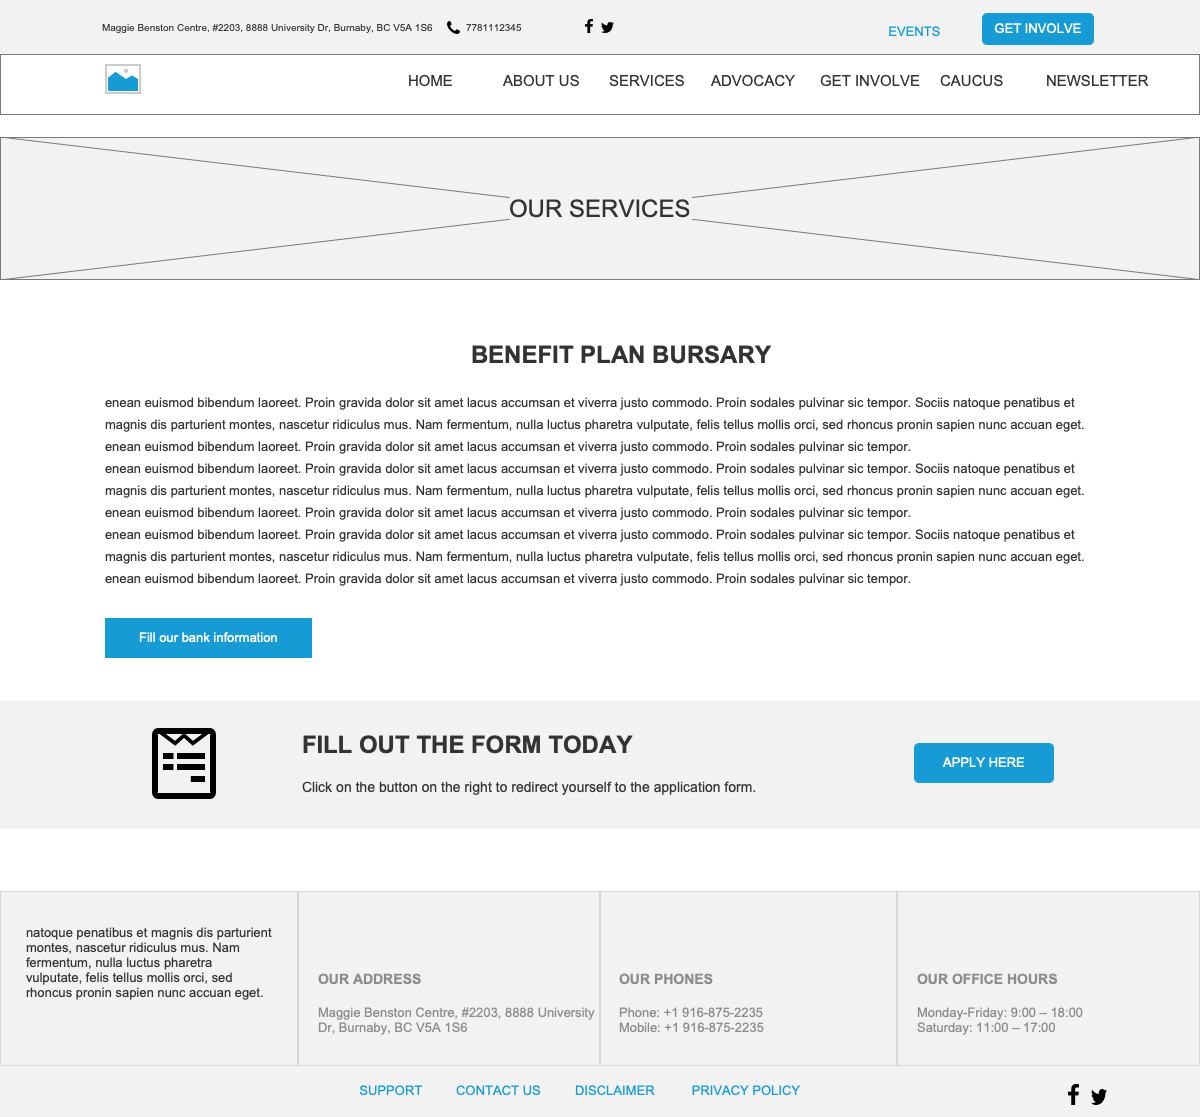 Maggie Benston Centre, #2203, 8888 University Dr, Burnaby, BC V5A 1S6 7781112345
EVENTS
GET INVOLVE
HOME ABOUT US SERVICES ADVOCACY GET INVOLVE CAUCUS NEWSLETTER
OUR SERVICES
BENEFIT PLAN BURSARY
enean euismod bibendum laoreet. Proin gravida dolor sit amet lacus accumsan et viverra justo commodo. Proin sodales pulvinar sic tempor. Sociis natoque penatibus et
magnis dis parturient montes, nascetur ridiculus mus. Nam fermentum, nulla luctus pharetra vulputate, felis tellus mollis orci, sed rhoncus pronin sapien nunc accuan eget.
enean euismod bibendum laoreet. Proin gravida dolor sit amet lacus accumsan et viverra justo commodo. Proin sodales pulvinar sic tempor.
enean euismod bibendum laoreet. Proin gravida dolor sit amet lacus accumsan et viverra justo commodo. Proin sodales pulvinar sic tempor. Sociis natoque penatibus et
magnis dis parturient montes, nascetur ridiculus mus. Nam fermentum, nulla luctus pharetra vulputate, felis tellus mollis orci, sed rhoncus pronin sapien nunc accuan eget.
enean euismod bibendum laoreet. Proin gravida dolor sit amet lacus accumsan et viverra justo commodo. Proin sodales pulvinar sic tempor.
enean euismod bibendum laoreet. Proin gravida dolor sit amet lacus accumsan et viverra justo commodo. Proin sodales pulvinar sic tempor. Sociis natoque penatibus et
magnis dis parturient montes, nascetur ridiculus mus. Nam fermentum, nulla luctus pharetra vulputate, felis tellus mollis orci, sed rhoncus pronin sapien nunc accuan eget.
enean euismod bibendum laoreet. Proin gravida dolor sit amet lacus accumsan et viverra justo commodo. Proin sodales pulvinar sic tempor.
Fill our bank information
FILL OUT THE FORM TODAY
Click on the button on the right to redirect yourself to the application form.
APPLY HERE
natoque penatibus et magnis dis parturient
montes, nascetur ridiculus mus. Nam
fermentum, nulla luctus pharetra
vulputate, felis tellus mollis orci, sed
rhoncus pronin sapien nunc accuan eget.
OUR ADDRESS
Maggie Benston Centre, #2203, 8888 University
Dr, Burnaby, BC V5A 1S6
OUR PHONES
Phone: +1 916-875-2235
Mobile: +1 916-875-2235
OUR OFFICE HOURS
Monday-Friday: 9:00 – 18:00
Saturday: 11:00 – 17:00
SUPPORT CONTACT US DISCLAIMER PRIVACY POLICY